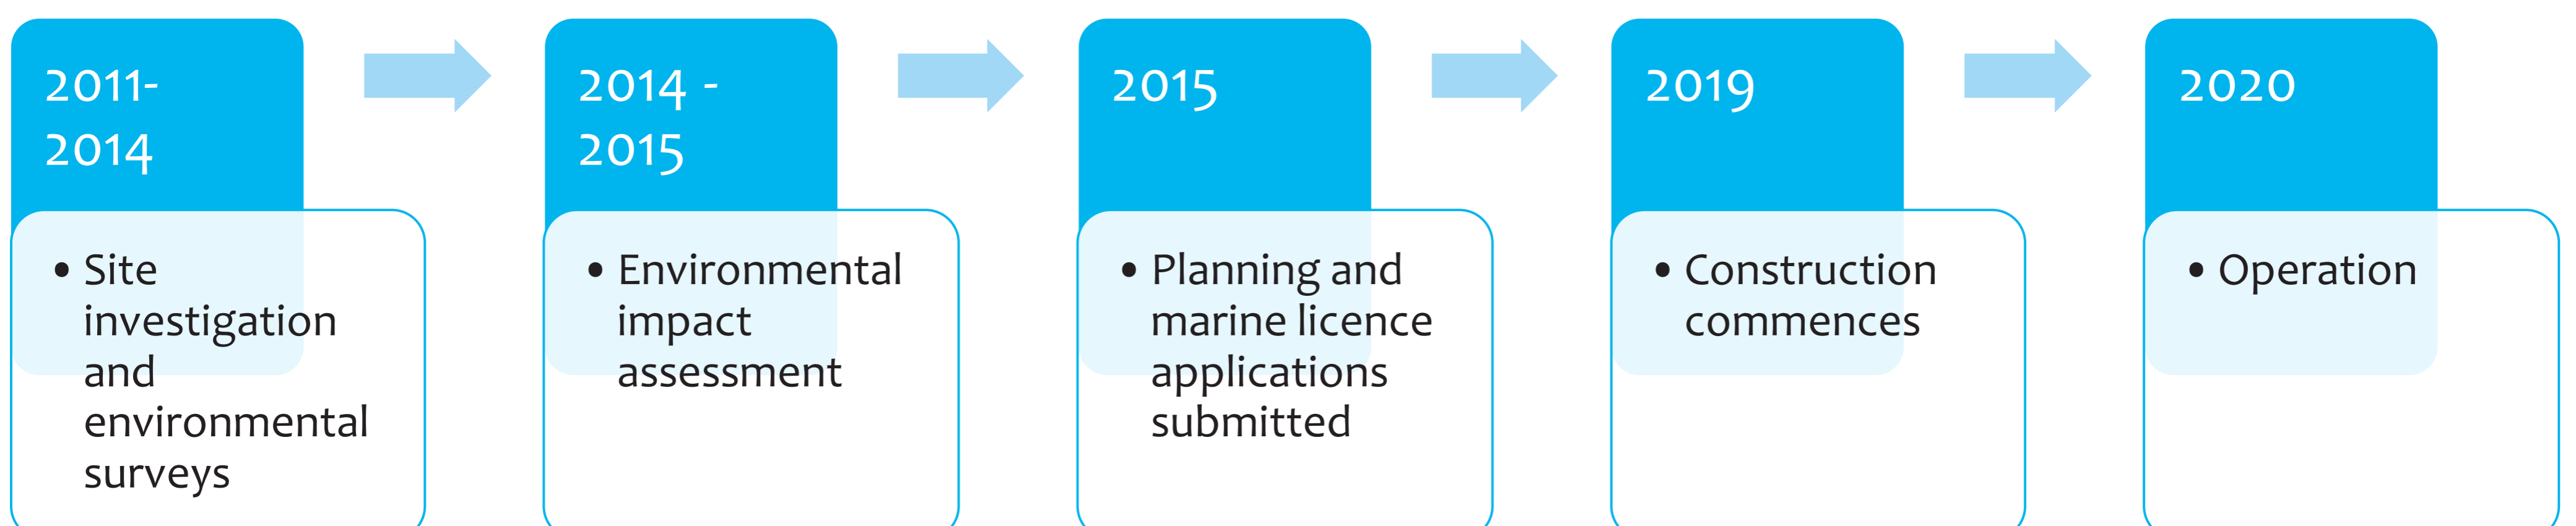 2011-
2014
• Site
investigation
and
environmental
surveys
2014 -
2015
• Environmental
impact
assessment
2015
• Planning and
marine licence
applications
submitted
2019
• Construction
commences
2020
• Operation